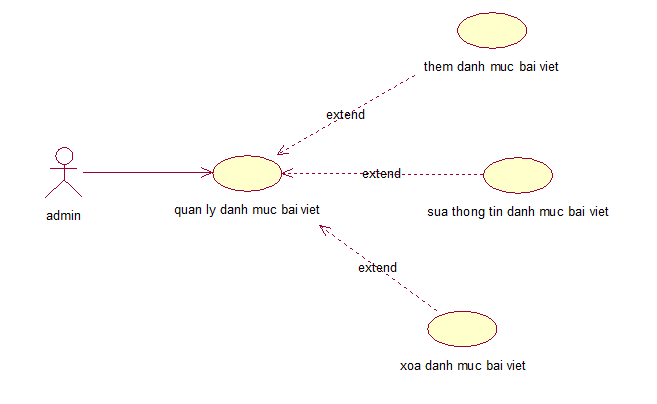 them danh muc bai viet
extend
extend
admin
quan ly danh muc bai viet
sua thong tin danh muc bai viet
extend
xoa danh muc bai viet